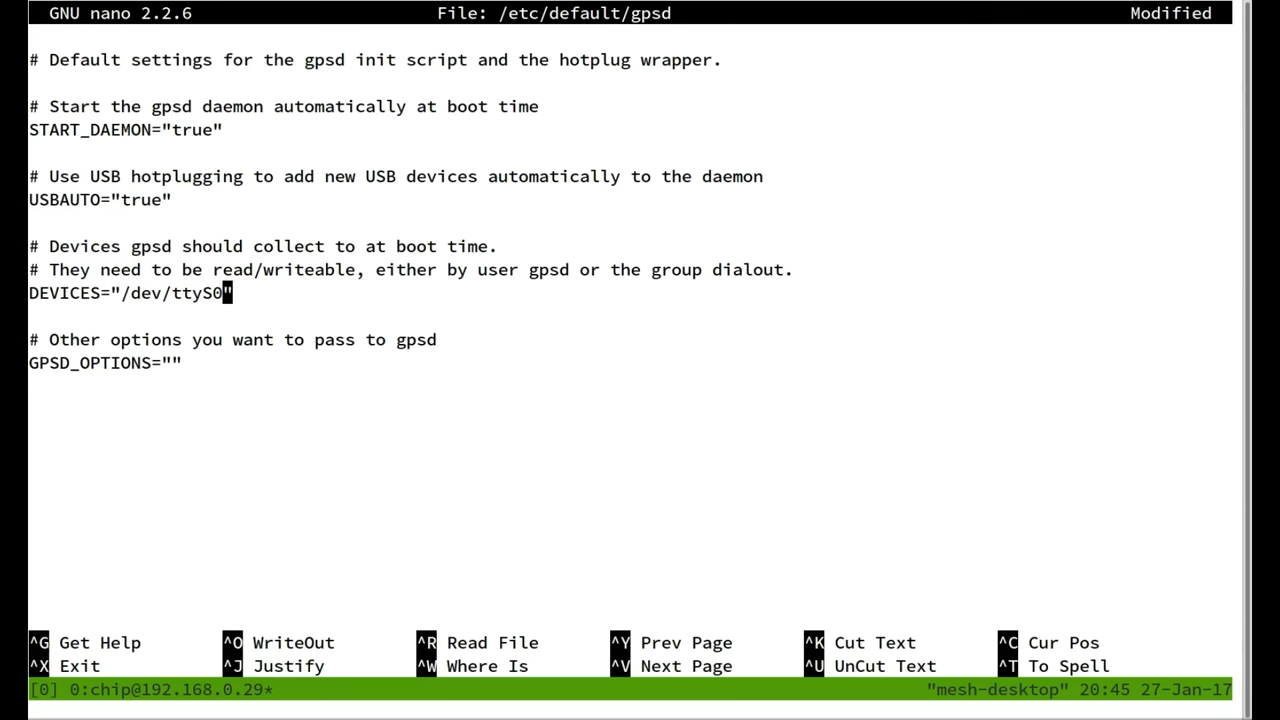 GNU nano 2.2.6 File: /etc/default/gpsd Modified
# Default settings for the gpsd init script and the hotplug wrapper.
# Start the gpsd daemon automatically at boot time
START_DAEMON="true"
# Use USB hotplugging to add new USB devices automatically to the daemon
USBAUTO="true"
# Devices gpsd should collect to at boot time.
# They need to be read/writeable, either by user gpsd or the group dialout.
DEVICES="/dev/ttyS0"
# Other options you want to pass to gpsd
GPSD_OPTIONS=""
^G Get Help ^O WriteOut ^R Read File ^Y Prev Page ^K Cut Text ^C Cur Pos
^X Exit ^J Justify ^W Where Is ^V Next Page ^U UnCut Text ^T To Spell
[0] 0:chip@192.168.0.29* "mesh-desktop" 20:45 27-Jan-17